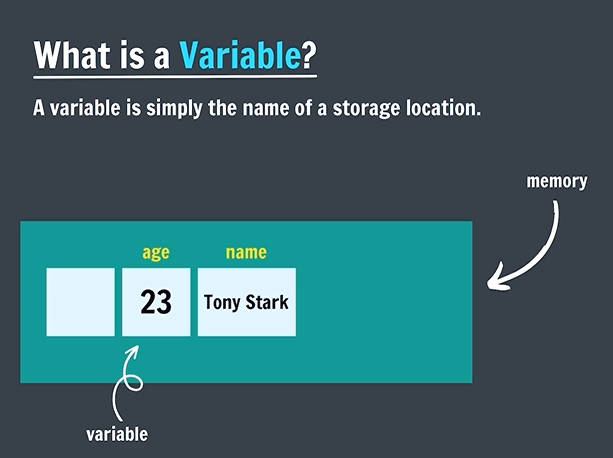 What is a Variable?
A variable is simply the name of a storage location.
memory
age name
23 Tony Stark
variable